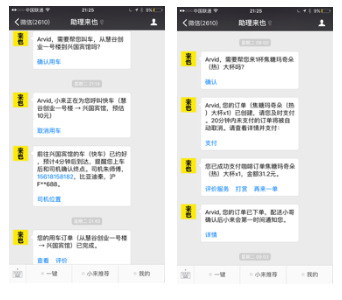 中国联通
21:25
微信(2610)
助理来也
来也
Arvid，需要帮您叫车，从慧谷创
业一号楼到兴国宾馆吗？
确认用车
来也
Arvid，小来正在为您呼叫快车（慧
谷创业一号楼 → 兴国宾馆，预估
10元）
取消用车
来也
前往兴国宾馆的车（快车）已约好
，预计4分钟后到达，提醒您上车
后和司机确认终点。司机朱师傅，
15618158182，比亚迪秦，沪
F**688。
司机位置
来也
您的用车订单（从慧谷创业一号楼
→ 兴国宾馆）已完成。
查看 评价
一键
小来推荐
我的
中国联通
21:26
微信(2610)
助理来也
来也
Arvid，需要帮您来1杯焦糖玛奇朵
（热）大杯吗？
确认
来也
Arvid，您的订单（焦糖玛奇朵（热
）大杯x1）已创建，请您及时支付
，20分钟内未支付的订单将被自
动取消。请查看详情并支付：
支付
来也
您已成功支付咖啡订单焦糖玛奇朵
（热）大杯x1，金额31.2元。
评价服务 打赏 再来一单
来也
Arvid，您的订单已下单，配送小哥
确认后小来会第一时间通知您。
详情
一键
小来推荐
我的